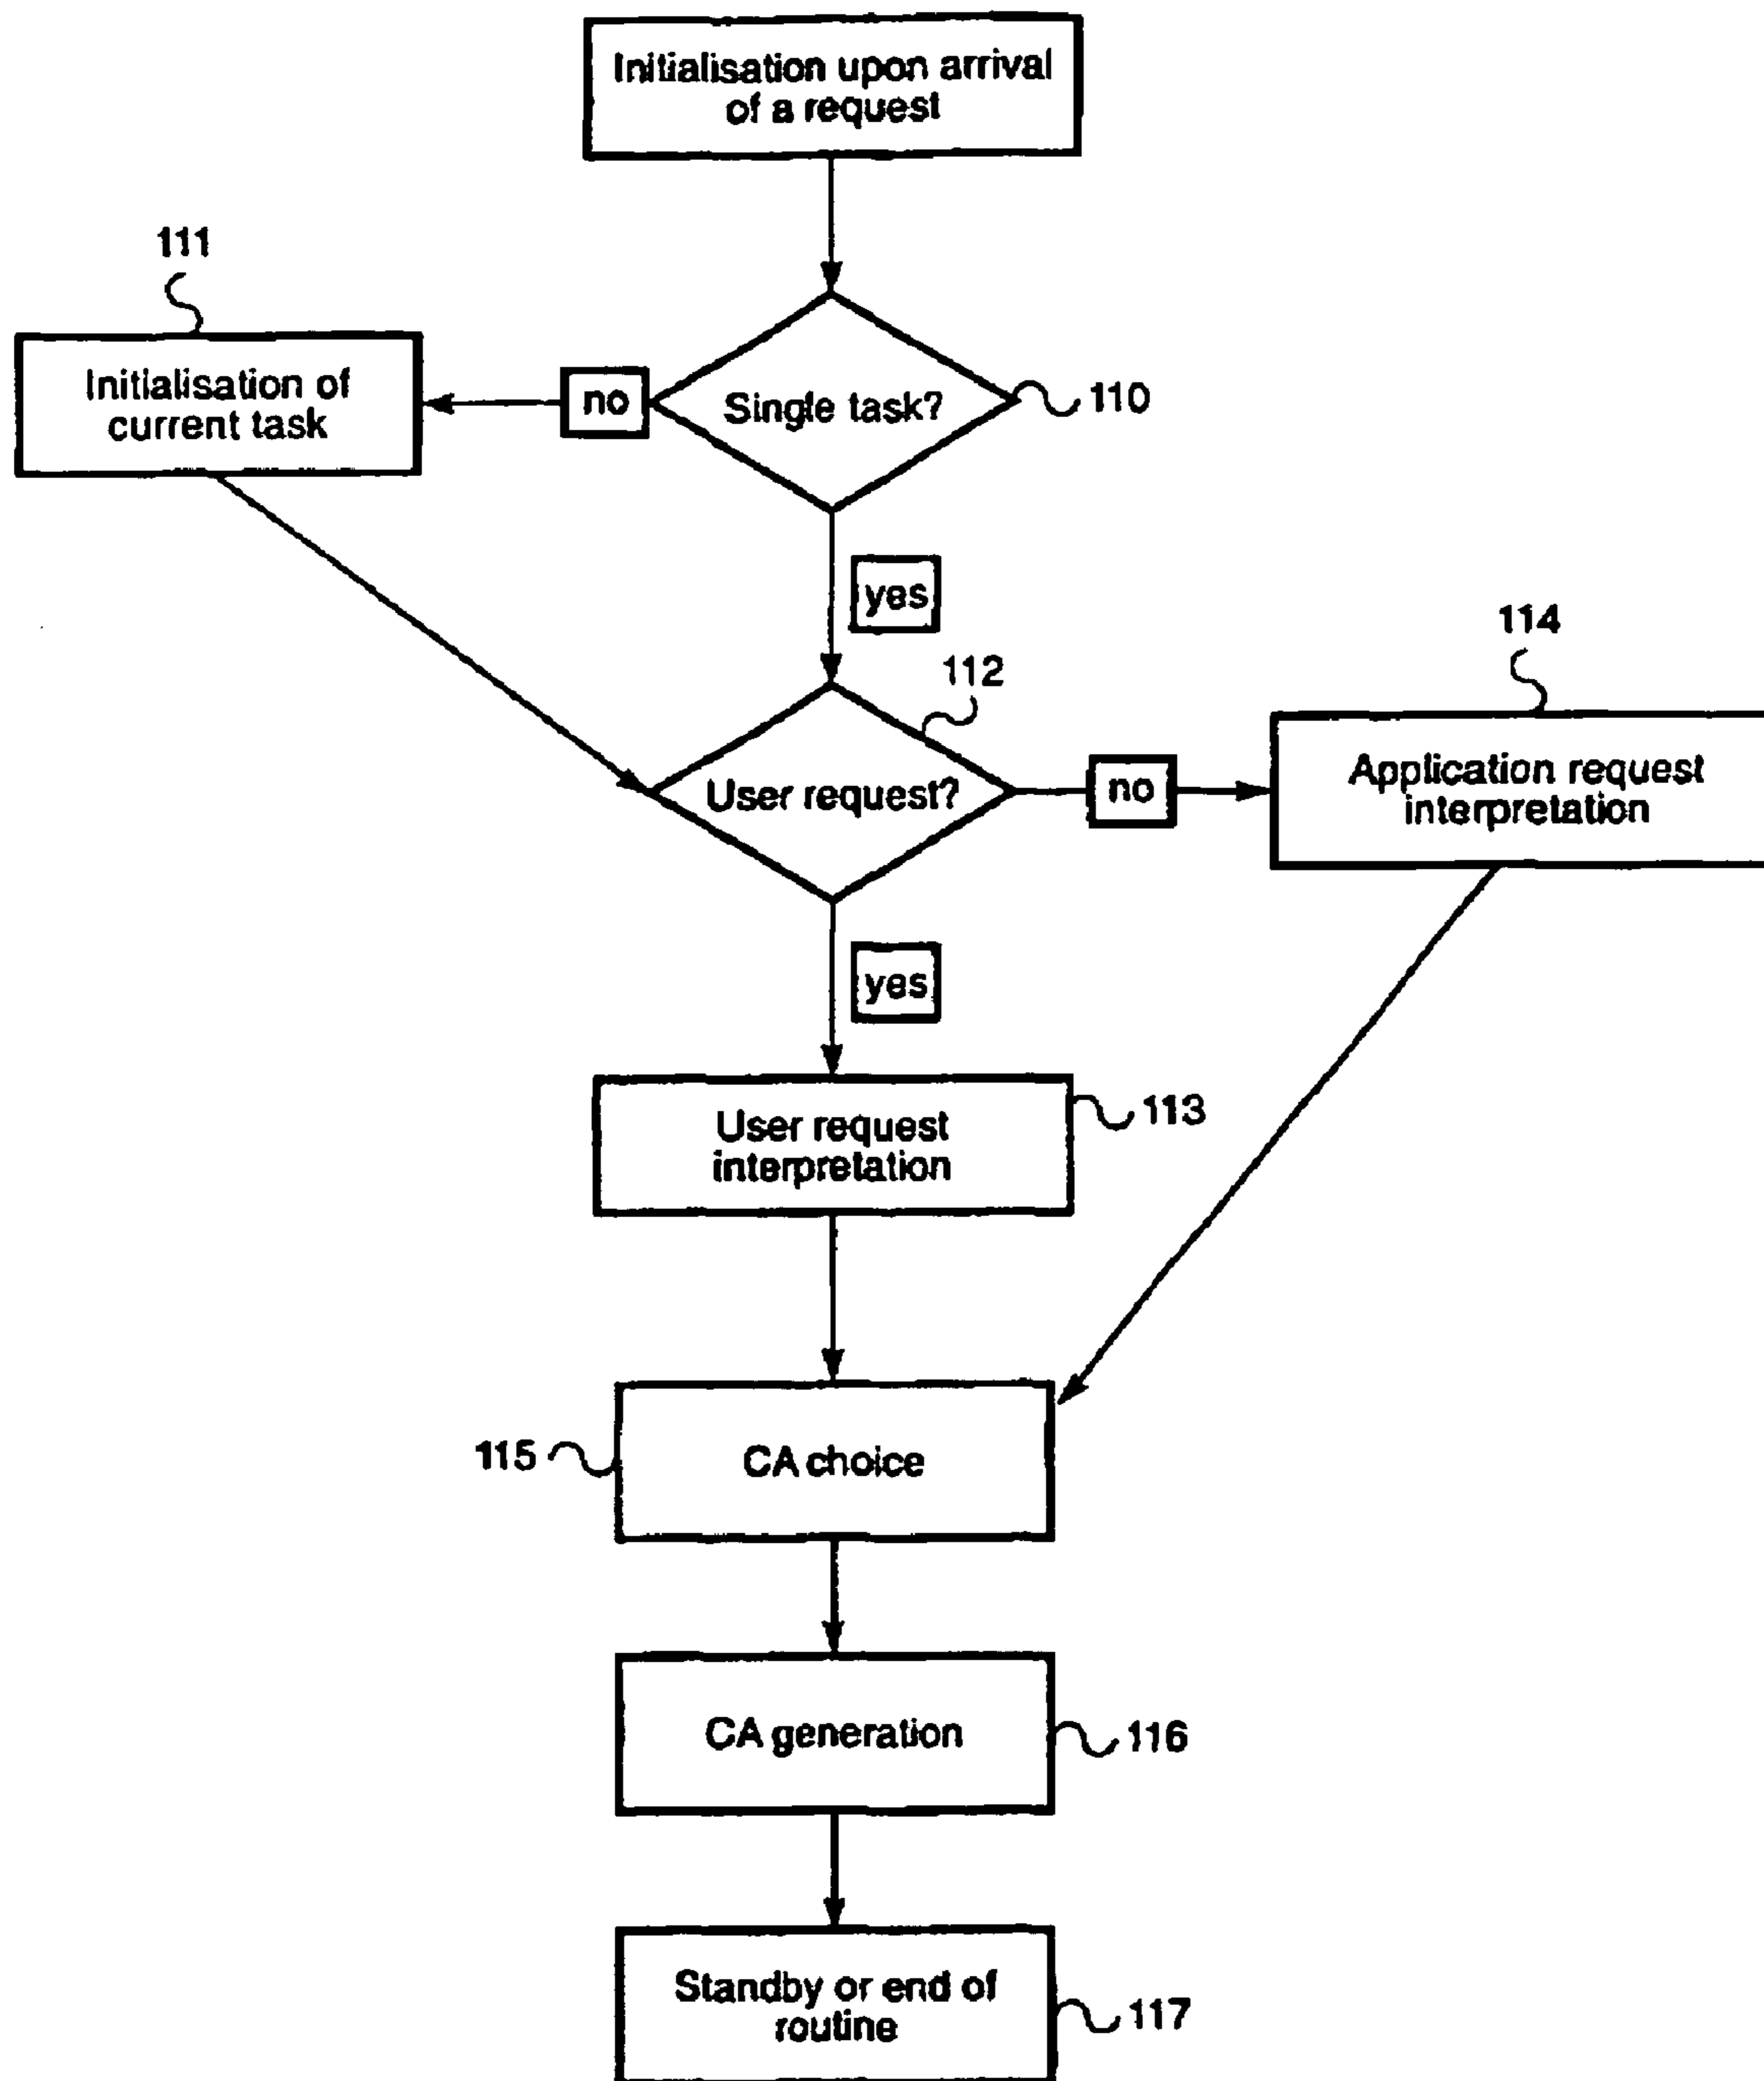 Initialisation upon arrival
of a request
111
Initialisation of
current task
no
Single task?
110
yes
112
114
User request?
no
Application request
interpretation
yes
User request
interpretation
113
115
CA choice
CA generation
116
Standby or end of
routine
117